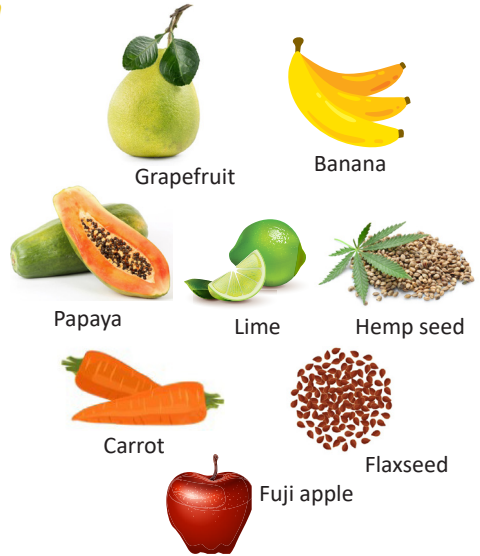 Grapefruit
Banana
Papaya
Lime
Hemp seed
Carrot
Flaxseed
Fuji apple